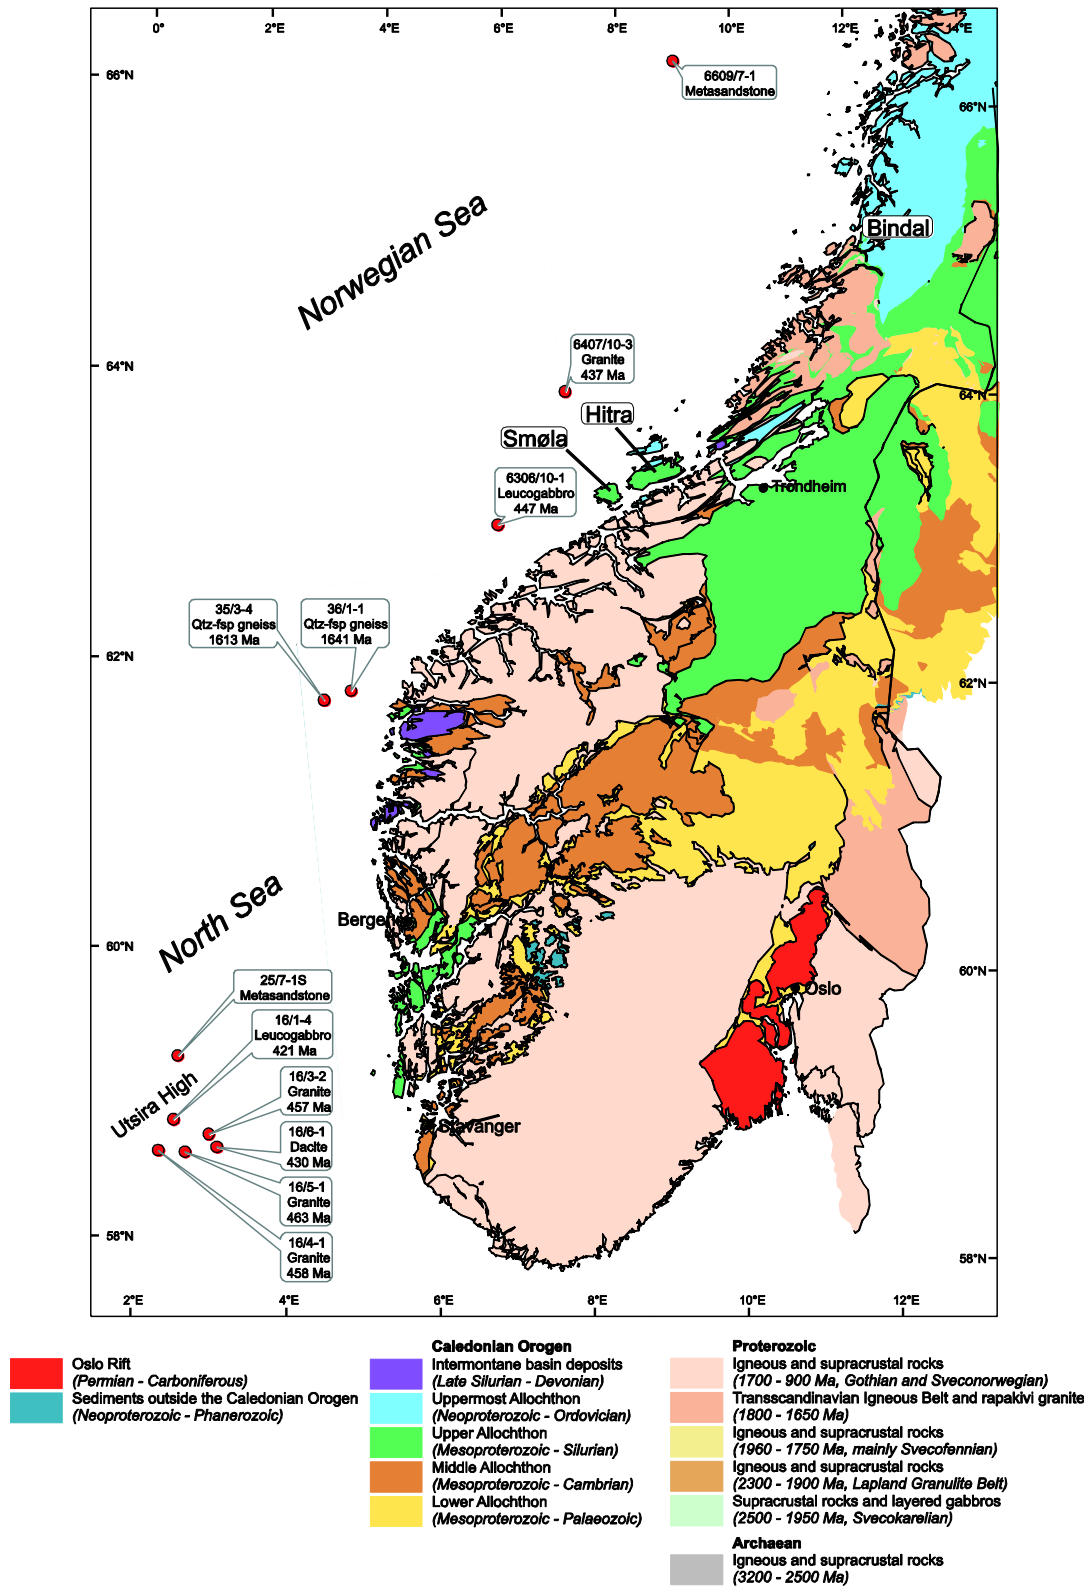 0°
2°E
4°E
6°E
8°E
10°E
12°E
14°E
66°N
6609/7-1
Metasandstone
66°N
Norwegian Sea
Bindal
6407/10-3
Granite
437 Ma
64°N
64°N
Hitra
Smøla
6306/10-1
Leucogabbro
447 Ma
Trondheim
35/3-4
Qtz-fsp gneiss
1613 Ma
36/1-1
Qtz-fsp gneiss
1641 Ma
62°N
62°N
North Sea
Bergen
60°N
60°N
25/7-1S
Metasandstone
Oslo
16/1-4
Leucogabbro
421 Ma
Utsira High
16/3-2
Granite
457 Ma
16/6-1
Dacite
430 Ma
Stavanger
16/5-1
Granite
463 Ma
16/4-1
Granite
458 Ma
58°N
58°N
2°E
4°E
6°E
8°E
10°E
12°E
Oslo Rift
(Permian - Carboniferous)
Sediments outside the Caledonian Orogen
(Neoproterozoic - Phanerozoic)
Caledonian Orogen
Intermontane basin deposits
(Late Silurian - Devonian)
Uppermost Allochthon
(Neoproterozoic - Ordovician)
Upper Allochthon
(Mesoproterozoic - Silurian)
Middle Allochthon
(Mesoproterozoic - Cambrian)
Lower Allochthon
(Mesoproterozoic - Palaeozoic)
Proterozoic
Igneous and supracrustal rocks
(1700 - 900 Ma, Gothian and Sveconorwegian)
Transscandinavian Igneous Belt and rapakivi granite
(1800 - 1650 Ma)
Igneous and supracrustal rocks
(1960 - 1750 Ma, mainly Svecofennian)
Igneous and supracrustal rocks
(2300 - 1900 Ma, Lapland Granulite Belt)
Supracrustal rocks and layered gabbros
(2500 - 1950 Ma, Svecokarelian)
Archaean
Igneous and supracrustal rocks
(3200 - 2500 Ma)